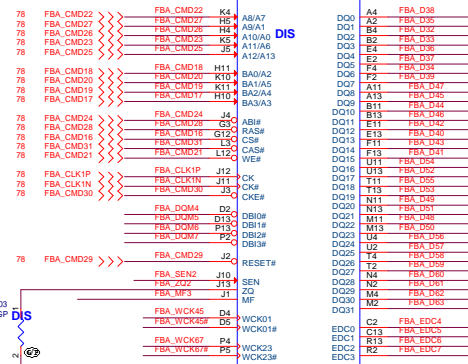 78 FBA_CMD22 FBA_CMD22 K4 A8/A7
78 FBA_CMD27 FBA_CMD27 H5 A9/A1
78 FBA_CMD26 FBA_CMD26 H4 A10/A0
78 FBA_CMD23 FBA_CMD23 K5 A11/A6
78 FBA_CMD25 FBA_CMD25 J5 A12/A13
DIS
78 FBA_CMD18 FBA_CMD18 H11 BA0/A2
78 FBA_CMD20 FBA_CMD20 K10 BA1/A5
78 FBA_CMD19 FBA_CMD19 K11 BA2/A4
78 FBA_CMD17 FBA_CMD17 H10 BA3/A3
78 FBA_CMD24 FBA_CMD24 J4 ABI#
78 FBA_CMD28 FBA_CMD28 G3 RAS#
78 FBA_CMD16 FBA_CMD16 G12 CS#
78 FBA_CMD31 FBA_CMD31 L3 CAS#
78 FBA_CMD21 FBA_CMD21 L12 WE#
78 FBA_CLK1P FBA_CLK1P J12 CK
78 FBA_CLK1N FBA_CLK1N J11 CK#
78 FBA_CMD30 FBA_CMD30 J3 CKE#
FBA_DQM4 D2 DBI0#
FBA_DQM5 D13 DBI1#
FBA_DQM6 P13 DBI2#
FBA_DQM7 P2 DBI3#
78 FBA_CMD29 FBA_CMD29 J2 RESET#
FBA_SEN2 J10 SEN
FBA_ZQ2 J13 ZQ
FBA_MF3 J1 MF
DIS
FBA_WCK45 D4 WCK01
FBA_WCK45# D5 WCK01#
FBA_WCK67 P4 WCK23
FBA_WCK67# P5 WCK23#
DQ0 A4 FBA_D38
DQ1 A2 FBA_D35
DQ2 B4 FBA_D32
DQ3 B2 FBA_D33
DQ4 E4 FBA_D36
DQ5 E2 FBA_D37
DQ6 F4 FBA_D34
DQ7 F2 FBA_D39
DQ8 A11 FBA_D47
DQ9 A13 FBA_D45
DQ10 B11 FBA_D44
DQ11 B13 FBA_D46
DQ12 E11 FBA_D42
DQ13 E13 FBA_D40
DQ14 F11 FBA_D43
DQ15 F13 FBA_D41
DQ16 U11 FBA_D54
DQ17 U13 FBA_D52
DQ18 T11 FBA_D55
DQ19 T13 FBA_D53
DQ20 N11 FBA_D49
DQ21 N13 FBA_D51
DQ22 M11 FBA_D48
DQ23 M13 FBA_D50
DQ24 U4 FBA_D56
DQ25 U2 FBA_D57
DQ26 T4 FBA_D58
DQ27 T2 FBA_D59
DQ28 N4 FBA_D60
DQ29 N2 FBA_D61
DQ30 M4 FBA_D62
DQ31 M2 FBA_D63
EDC0 C2 FBA_EDC4
EDC1 C13 FBA_EDC5
EDC2 R13 FBA_EDC6
EDC3 R2 FBA_EDC7